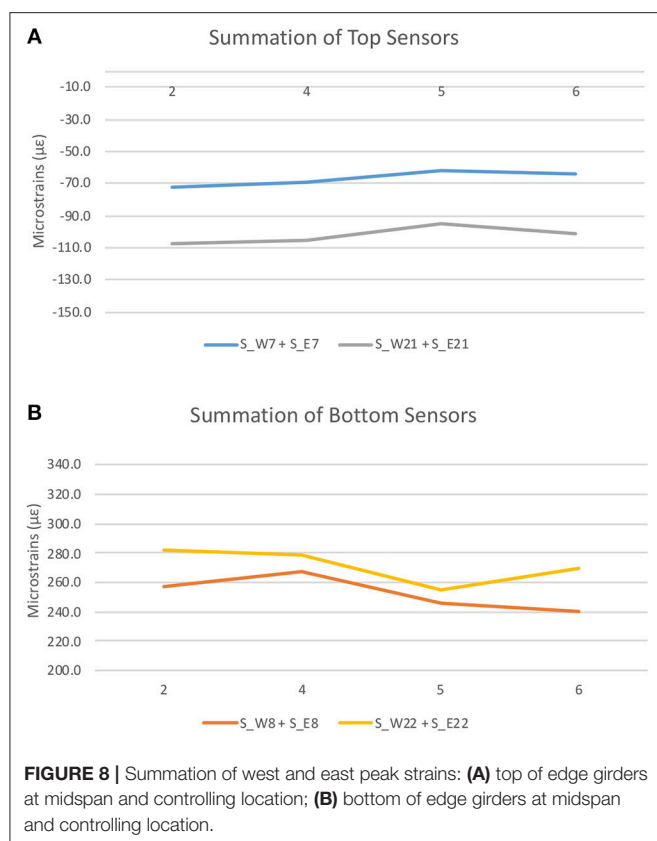 A
Summation of Top Sensors
-10.0
2 4 5 6
-30.0
-50.0
-70.0
-90.0
-110.0
-130.0
-150.0
Microstrains (με)
S_W7 + S_E7 S_W21 + S_E21
B
Summation of Bottom Sensors
340.0
320.0
300.0
280.0
260.0
240.0
220.0
200.0
Microstrains (με)
2 4 5 6
S_W8 + S_E8 S_W22 + S_E22
FIGURE 8 | Summation of west and east peak strains: (A) top of edge girders
at midspan and controlling location; (B) bottom of edge girders at midspan
and controlling location.